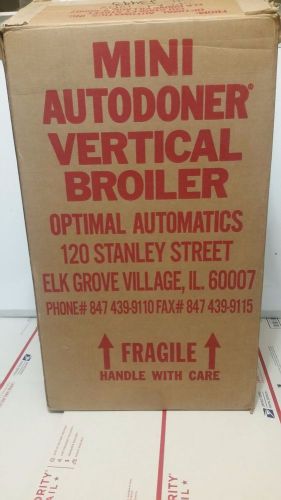 MINI
AUTODONER®
VERTICAL
BROILER
OPTIMAL AUTOMATICS
120 STANLEY STREET
ELK GROVE VILLAGE, IL. 60007
PHONE# 847 439-9110 FAX# 847 439-9115
FRAGILE
HANDLE WITH CARE